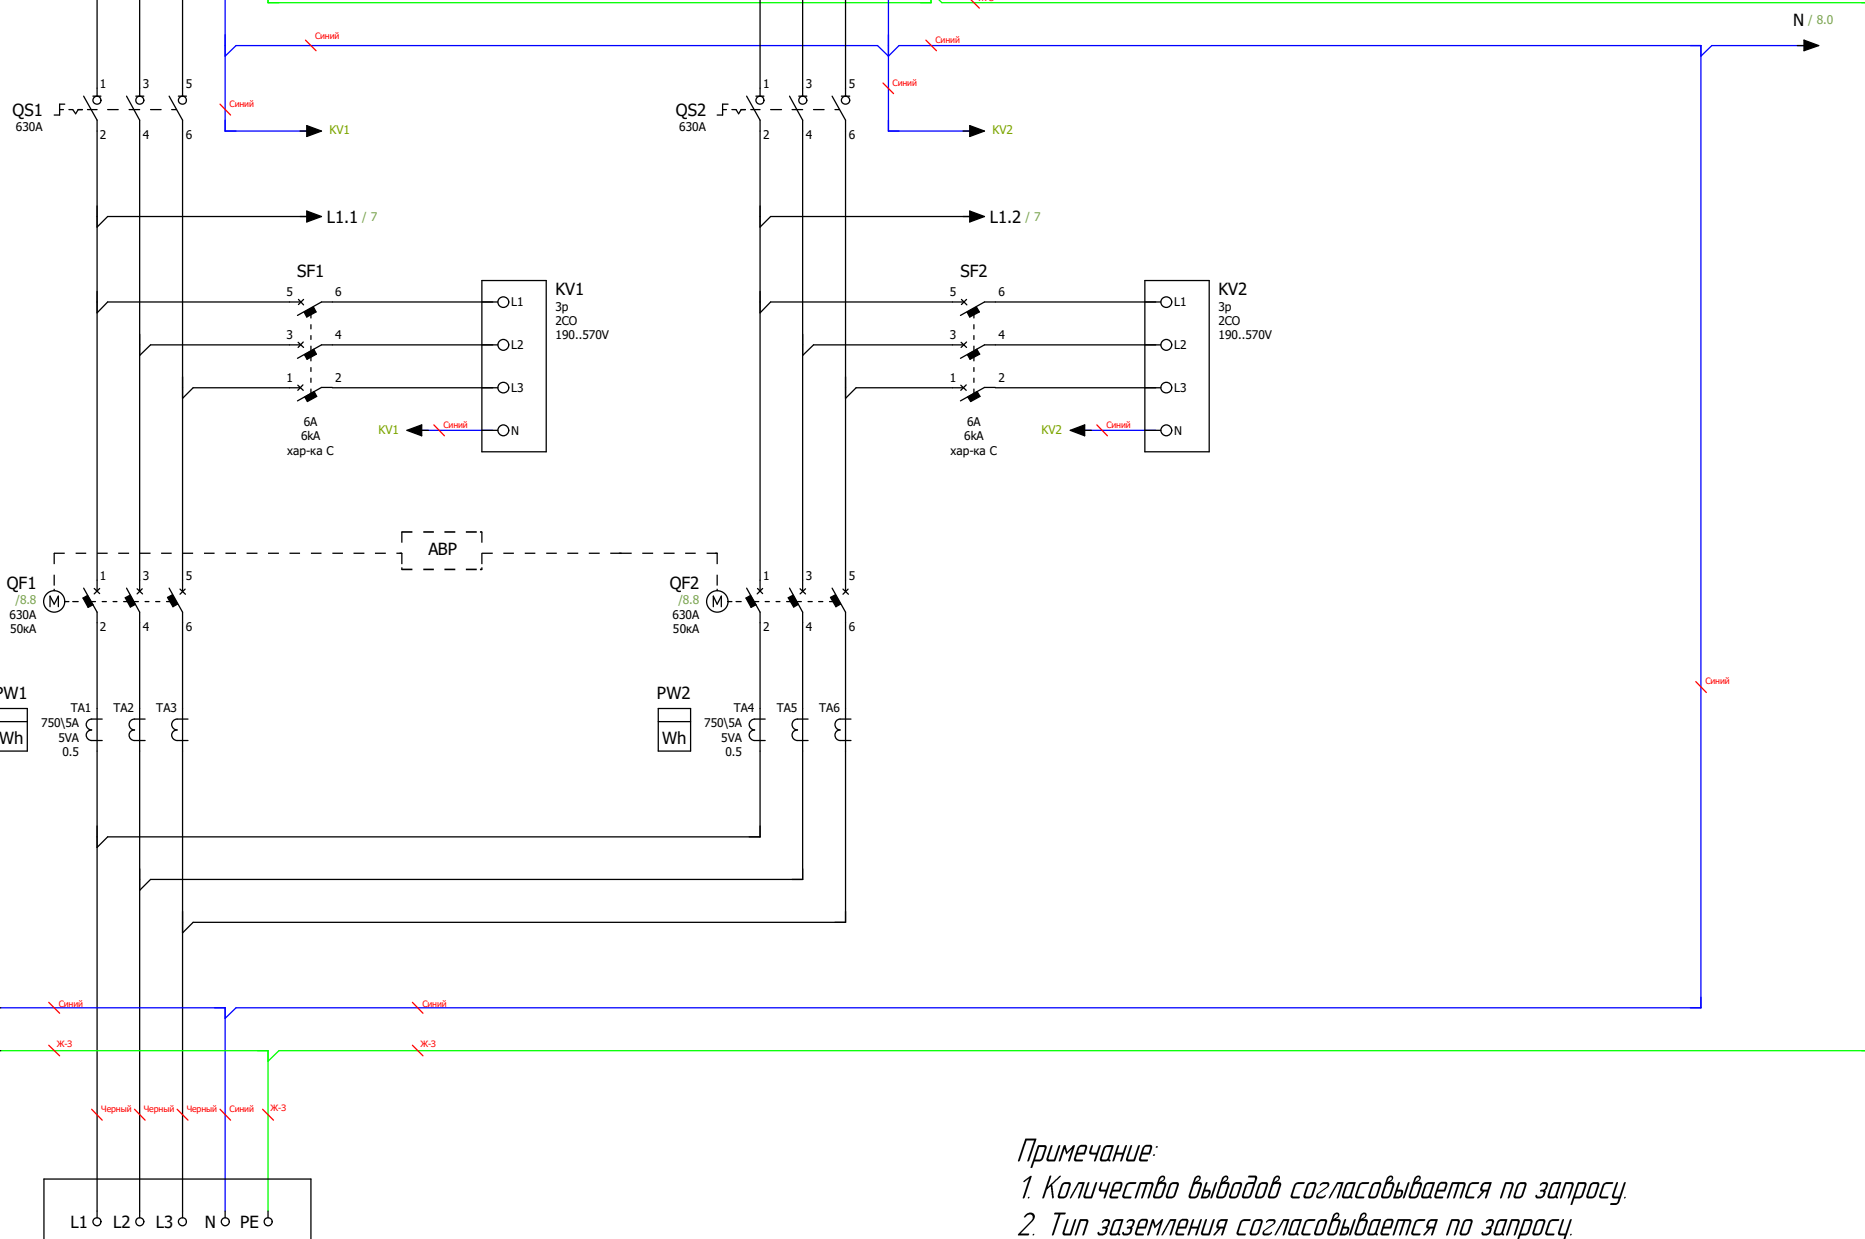 N / 8.0
Синий
Синий
Синий
Синий
1 3 5
QS1
630A
2 4 6
KV1
1 3 5
QS2
630A
2 4 6
KV2
L1.1 / 7
L1.2 / 7
SF1
5 6
3 4
1 2
6A
6kA
хар-ка C
L1
L2
L3
N
KV1
3p
2CO
190..570V
KV1
Синий
SF2
5 6
3 4
1 2
6A
6kA
хар-ка C
L1
L2
L3
N
KV2
3p
2CO
190..570V
KV2
Синий
АВР
QF1
/8.8
630A
50кА
M
1 3 5
2 4 6
QF2
/8.8
630A
50кА
M
1 3 5
2 4 6
Синий
PW1
Wh
TA1 TA2 TA3
750\5A
5VA
0.5
PW2
Wh
TA4 TA5 TA6
750\5A
5VA
0.5
Синий Синий
Ж-З Ж-З
Черный Черный Черный Синий Ж-З
L1 L2 L3 N PE
Примечание:
1. Количество выводов согласовывается по запросу.
2. Тип заземления согласовывается по запросу.